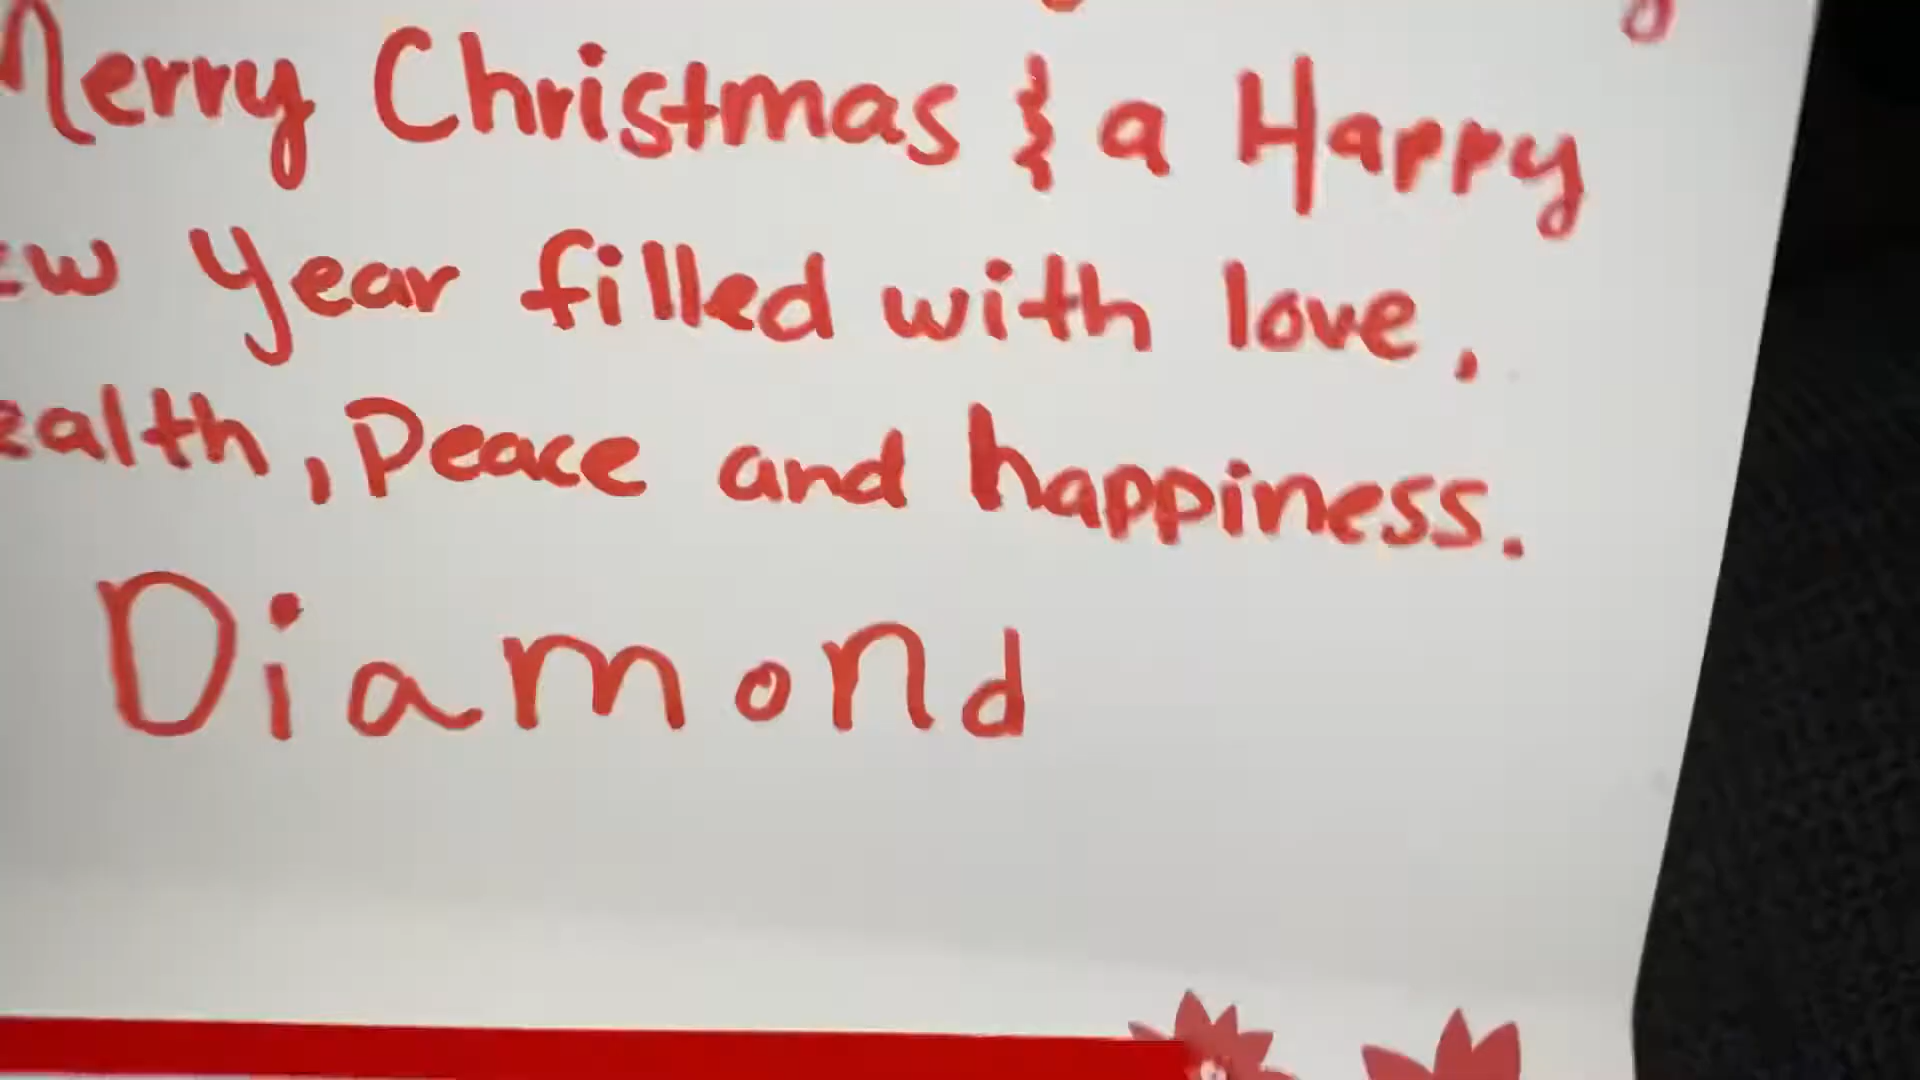 Merry Christmas & a Happy
Year filled with love,
Peace and happiness.
Diamond